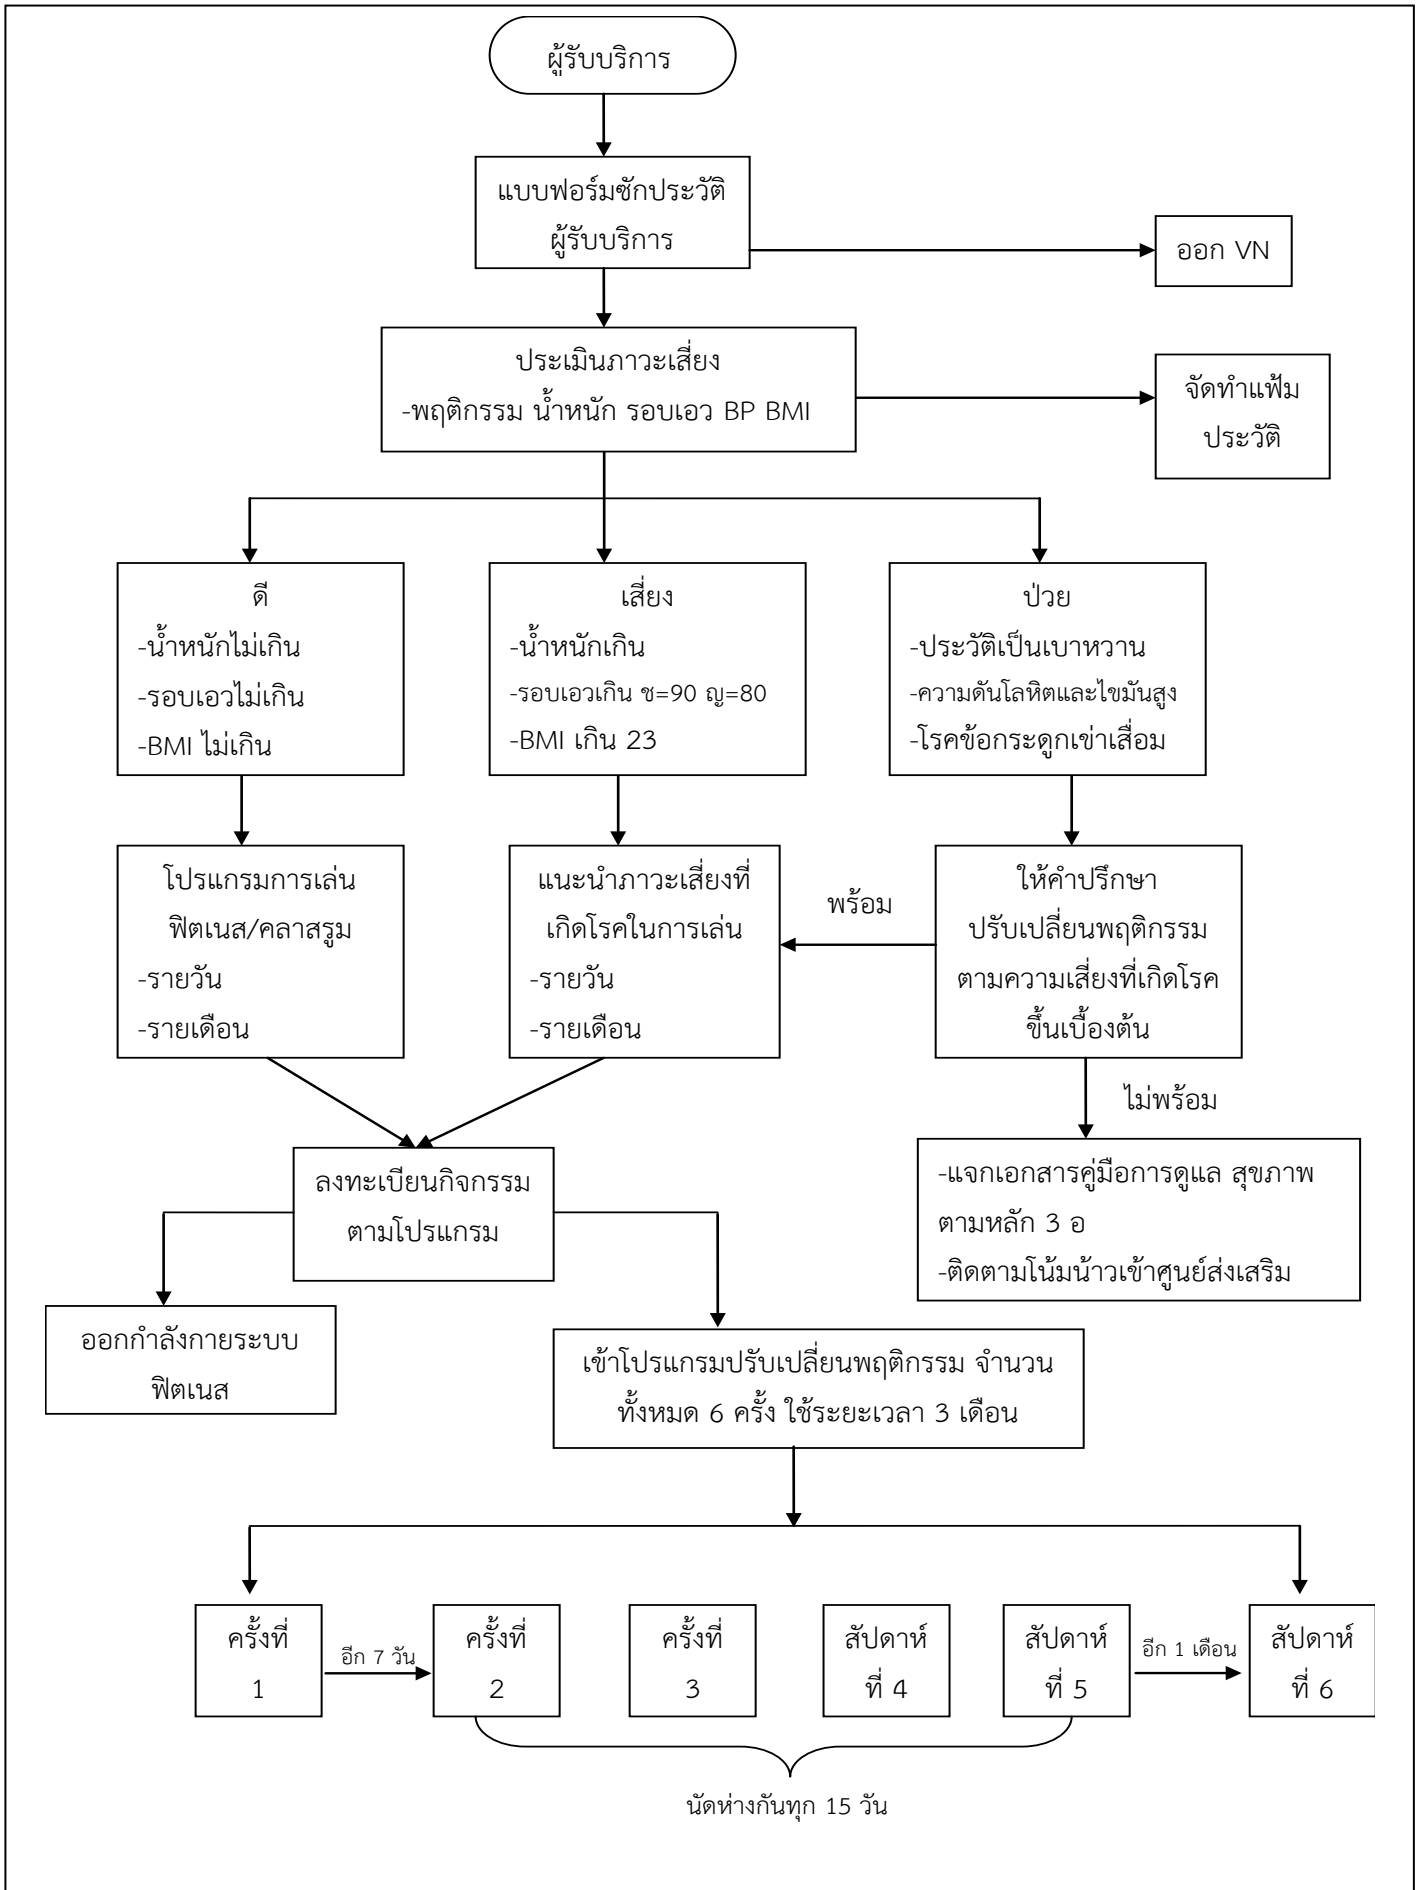 ผู้รับบริการ
แบบฟอร์มซักประวัติ
ผู้รับบริการ
ออก VN
ประเมินภาวะเสี่ยง
-พฤติกรรม น้ำหนัก รอบเอว BP BMI
จัดทำแฟ้ม
ประวัติ
ดี
-น้ำหนักไม่เกิน
-รอบเอวไม่เกิน
-BMI ไม่เกิน
เสี่ยง
-น้ำหนักเกิน
-รอบเอวเกิน ช=90 ญ=80
-BMI เกิน 23
ป่วย
-ประวัติเป็นเบาหวาน
-ความดันโลหิตและไขมันสูง
-โรคข้อกระดูกเข่าเสื่อม
โปรแกรมการเล่น
ฟิตเนส/คลาสรูม
-รายวัน
-รายเดือน
แนะนำภาวะเสี่ยงที่
เกิดโรคในการเล่น
-รายวัน
-รายเดือน
พร้อม
ให้คำปรึกษา
ปรับเปลี่ยนพฤติกรรม
ตามความเสี่ยงที่เกิดโรค
ขึ้นเบื้องต้น
ไม่พร้อม
-แจกเอกสารคู่มือการดูแล สุขภาพ
ตามหลัก 3 อ
-ติดตามโน้มน้าวเข้าศูนย์ส่งเสริม
ลงทะเบียนกิจกรรม
ตามโปรแกรม
ออกกำลังกายระบบ
ฟิตเนส
เข้าโปรแกรมปรับเปลี่ยนพฤติกรรม จำนวน
ทั้งหมด 6 ครั้ง ใช้ระยะเวลา 3 เดือน
ครั้งที่
1
อีก 7 วัน
ครั้งที่
2
ครั้งที่
3
สัปดาห์
ที่ 4
สัปดาห์
ที่ 5
อีก 1 เดือน
สัปดาห์
ที่ 6
นัดห่างกันทุก 15 วัน